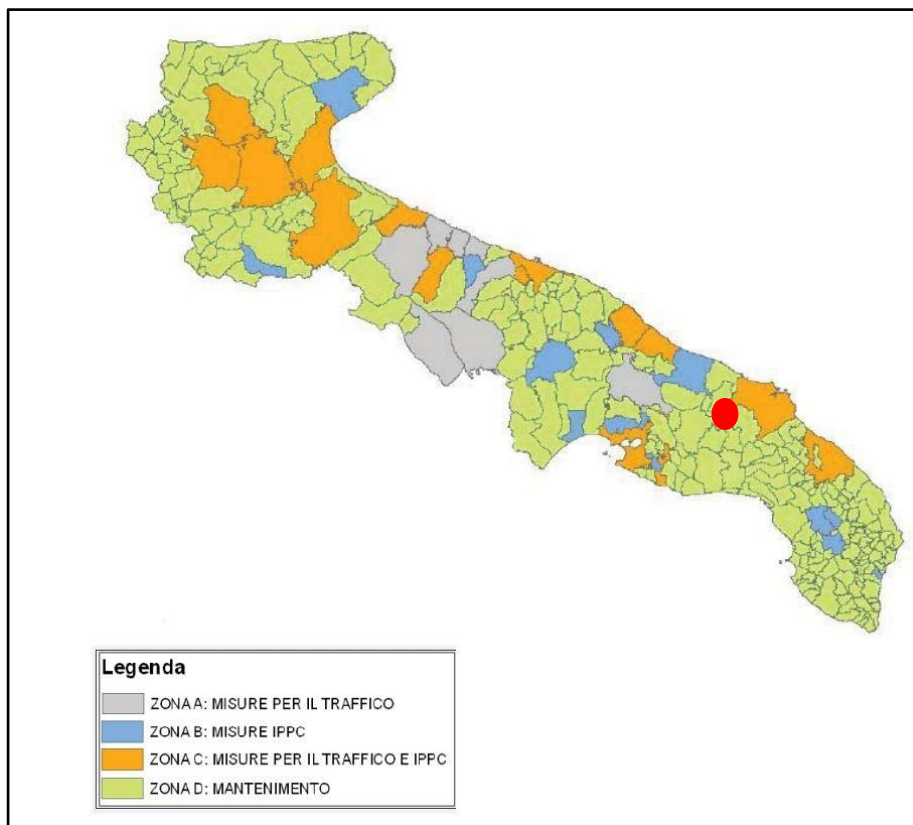 Legenda
ZONA A: MISURE PER IL TRAFFICO
ZONA B: MISURE IPPC
ZONA C: MISURE PER IL TRAFFICO E IPPC
ZONA D: MANTENIMENTO